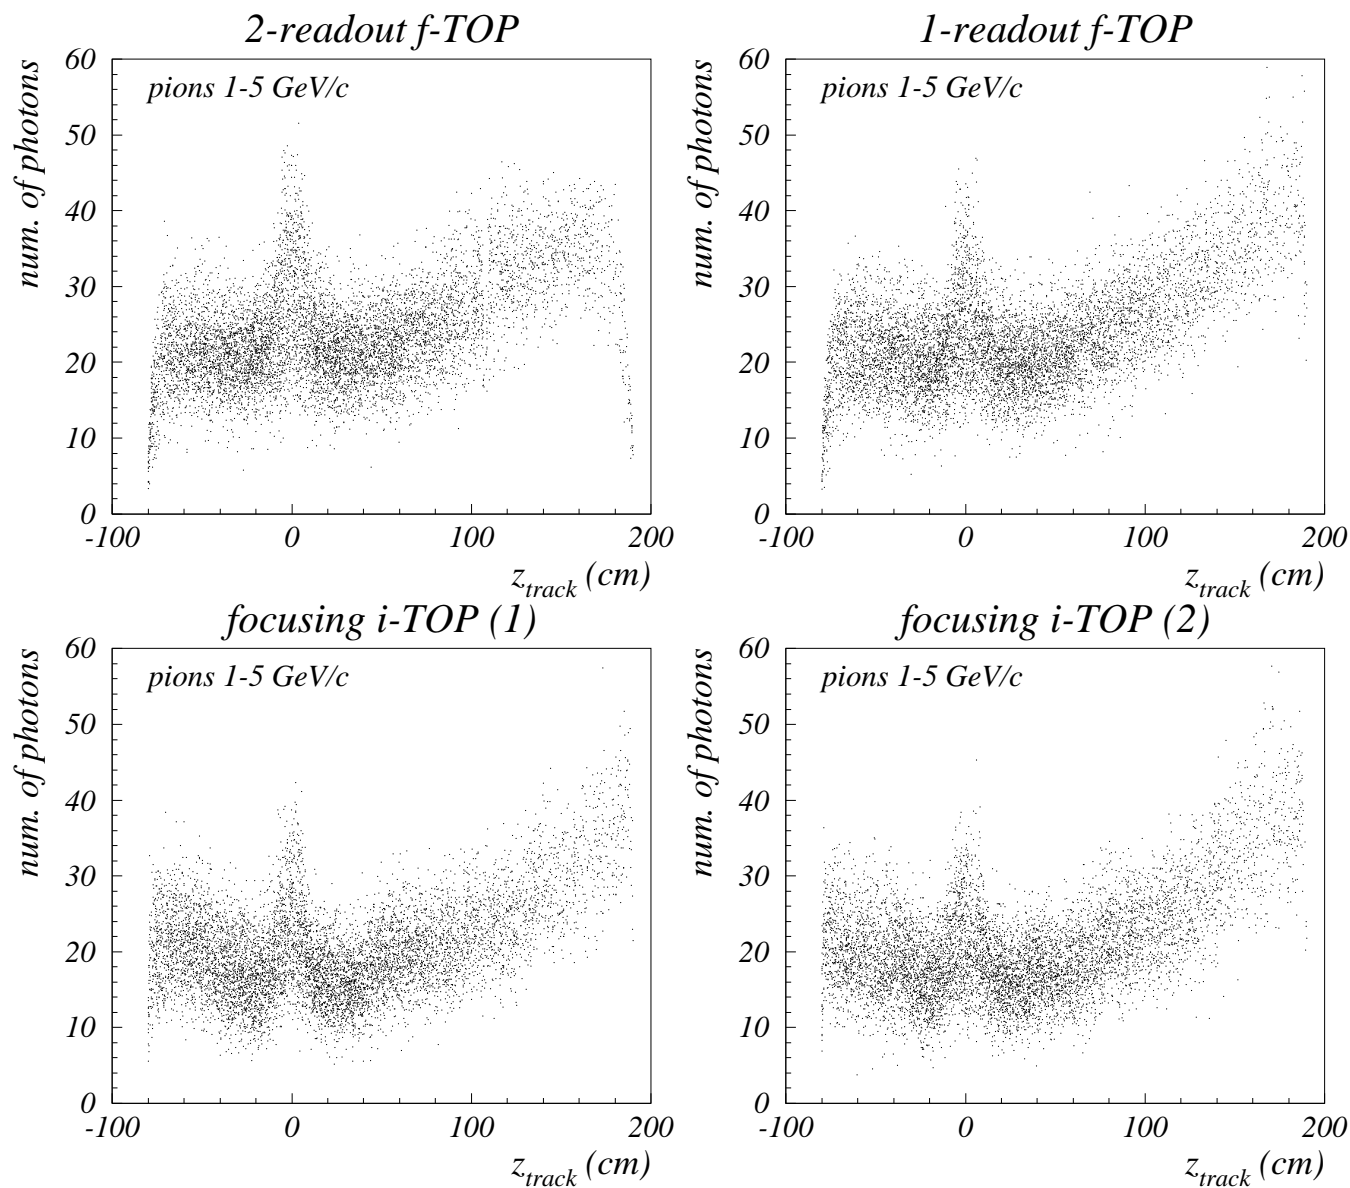 2-readout f-TOP
pions 1-5 GeV/c
num. of photons
60
50
40
30
20
10
0
-100 0 100 200
z_track (cm)
1-readout f-TOP
pions 1-5 GeV/c
num. of photons
60
50
40
30
20
10
0
-100 0 100 200
z_track (cm)
focusing i-TOP (1)
pions 1-5 GeV/c
num. of photons
60
50
40
30
20
10
0
-100 0 100 200
z_track (cm)
focusing i-TOP (2)
pions 1-5 GeV/c
num. of photons
60
50
40
30
20
10
0
-100 0 100 200
z_track (cm)